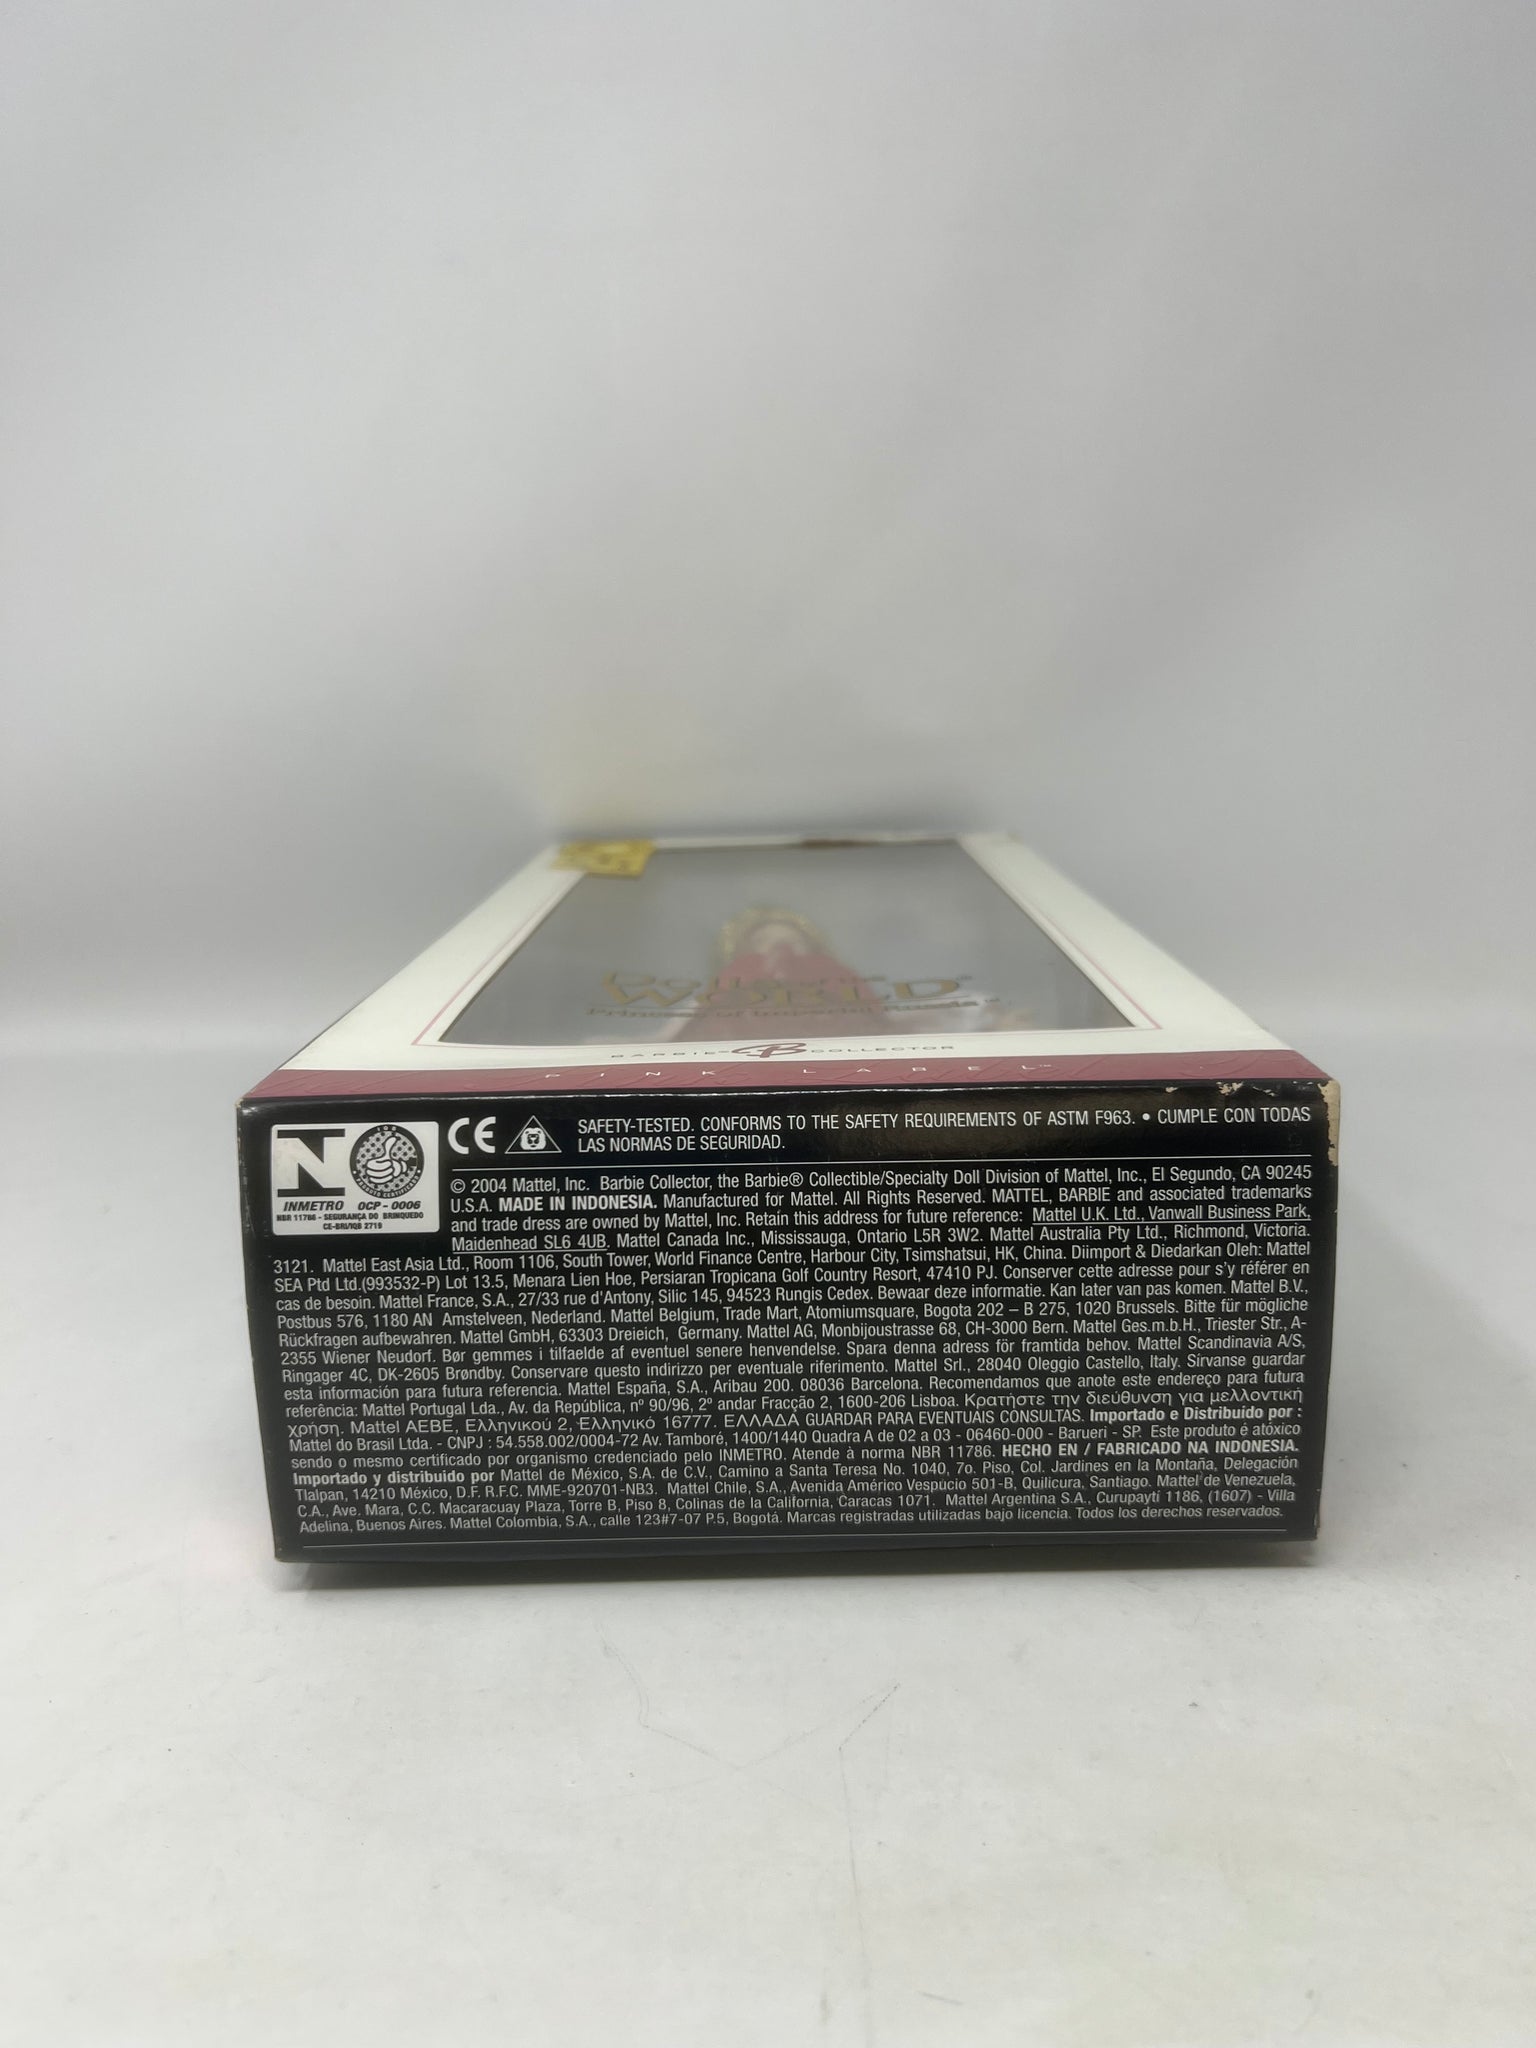 Dolls of the
WORLD®
Princess of Imperial Russia™
BARBIE® B COLLECTOR
PINK LABEL™
N
INMETRO OCP - 0006
NBR 11786 - SEGURANÇA DO BRINQUEDO
CE-BRI/IQB 2719
IQB
PRODUTO CERTIFICADO
CE SAFETY-TESTED. CONFORMS TO THE SAFETY REQUIREMENTS OF ASTM F963. • CUMPLE CON TODAS
LAS NORMAS DE SEGURIDAD.
© 2004 Mattel, Inc. Barbie Collector, the Barbie® Collectible/Specialty Doll Division of Mattel, Inc., El Segundo, CA 90245
U.S.A. MADE IN INDONESIA. Manufactured for Mattel. All Rights Reserved. MATTEL, BARBIE and associated trademarks
and trade dress are owned by Mattel, Inc. Retain this address for future reference: Mattel U.K. Ltd., Vanwall Business Park,
Maidenhead SL6 4UB. Mattel Canada Inc., Mississauga, Ontario L5R 3W2. Mattel Australia Pty Ltd., Richmond, Victoria.
3121. Mattel East Asia Ltd., Room 1106, South Tower, World Finance Centre, Harbour City, Tsimshatsui, HK, China. Diimport & Diedarkan Oleh: Mattel
SEA Ptd Ltd.(993532-P) Lot 13.5, Menara Lien Hoe, Persiaran Tropicana Golf Country Resort, 47410 PJ. Conserver cette adresse pour s'y référer en
cas de besoin. Mattel France, S.A., 27/33 rue d'Antony, Silic 145, 94523 Rungis Cedex. Bewaar deze informatie. Kan later van pas komen. Mattel B.V.,
Postbus 576, 1180 AN Amstelveen, Nederland. Mattel Belgium, Trade Mart, Atomiumsquare, Bogota 202 – B 275, 1020 Brussels. Bitte für mögliche
Rückfragen aufbewahren. Mattel GmbH, 63303 Dreieich, Germany. Mattel AG, Monbijoustrasse 68, CH-3000 Bern. Mattel Ges.m.b.H., Triester Str., A-
2355 Wiener Neudorf. Bør gemmes i tilfaelde af eventuel senere henvendelse. Spara denna adress för framtida behov. Mattel Scandinavia A/S,
Ringager 4C, DK-2605 Brøndby. Conservare questo indirizzo per eventuale riferimento. Mattel Srl., 28040 Oleggio Castello, Italy. Sírvanse guardar
esta información para futura referencia. Mattel España, S.A., Aribau 200. 08036 Barcelona. Recomendamos que anote este endereço para futura
referência: Mattel Portugal Lda., Av. da República, nº 90/96, 2º andar Fracção 2, 1600-206 Lisboa. Κρατήστε την διεύθυνση για μελλοντική
χρήση. Mattel AEBE, Ελληνικού 2, Ελληνικό 16777. ΕΛΛΑΔΑ GUARDAR PARA EVENTUAIS CONSULTAS. Importado e Distribuido por :
Mattel do Brasil Ltda. - CNPJ : 54.558.002/0004-72 Av. Tamboré, 1400/1440 Quadra A de 02 a 03 - 06460-000 - Barueri - SP. Este produto é atóxico
sendo o mesmo certificado por organismo credenciado pelo INMETRO. Atende à norma NBR 11786. HECHO EN / FABRICADO NA INDONESIA.
Importado y distribuido por Mattel de México, S.A. de C.V., Camino a Santa Teresa No. 1040, 7o. Piso, Col. Jardines en la Montaña, Delegación
Tlalpan, 14210 México, D.F. R.F.C. MME-920701-NB3. Mattel Chile, S.A., Avenida Américo Vespucio 501-B, Quilicura, Santiago. Mattel de Venezuela,
C.A., Ave. Mara, C.C. Macaracuay Plaza, Torre B, Piso 8, Colinas de la California, Caracas 1071. Mattel Argentina S.A., Curupaytí 1186, (1607) - Villa
Adelina, Buenos Aires. Mattel Colombia, S.A., calle 123#7-07 P.5, Bogotá. Marcas registradas utilizadas bajo licencia. Todos los derechos reservados.